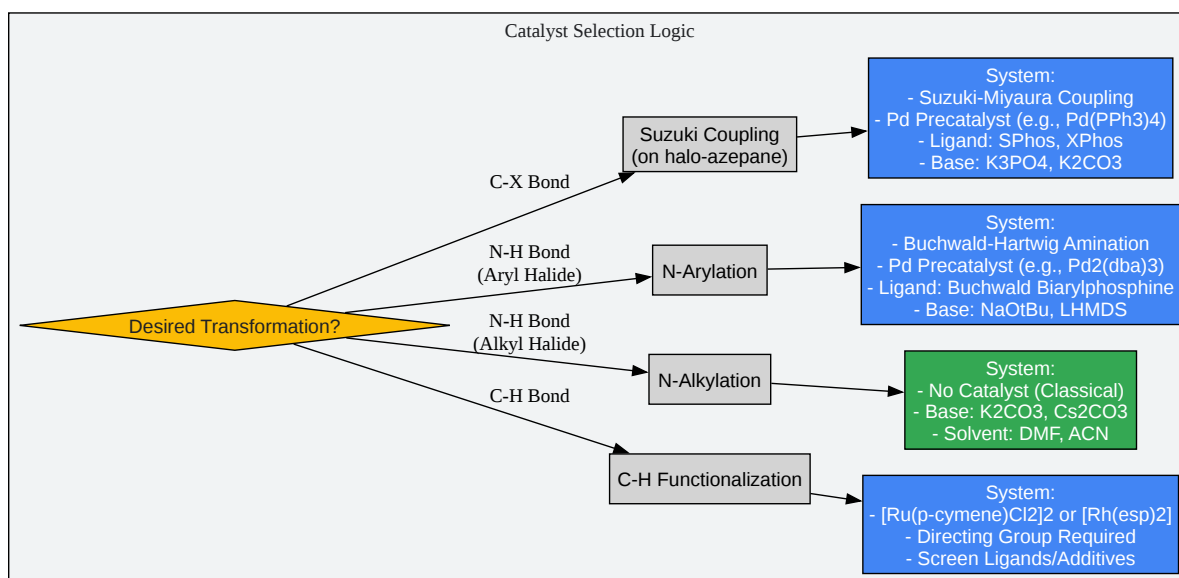 Catalyst Selection Logic
Desired Transformation?
C-X Bond
Suzuki Coupling
(on halo-azepane)
System:
- Suzuki-Miyaura Coupling
- Pd Precatalyst (e.g., Pd(PPh3)4)
- Ligand: SPhos, XPhos
- Base: K3PO4, K2CO3
N-H Bond
(Aryl Halide)
N-Arylation
System:
- Buchwald-Hartwig Amination
- Pd Precatalyst (e.g., Pd2(dba)3)
- Ligand: Buchwald Biarylphosphine
- Base: NaOtBu, LHMDS
N-H Bond
(Alkyl Halide)
N-Alkylation
System:
- No Catalyst (Classical)
- Base: K2CO3, Cs2CO3
- Solvent: DMF, ACN
C-H Bond
C-H Functionalization
System:
- [Ru(p-cymene)Cl2]2 or [Rh(esp)2]
- Directing Group Required
- Screen Ligands/Additives